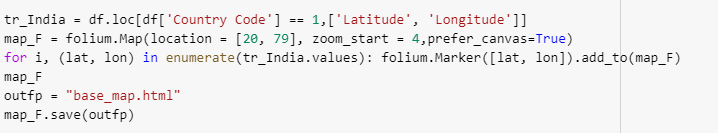 tr_India = df.loc[df['Country Code'] == 1,['Latitude', 'Longitude']]
map_F = folium.Map(location = [20, 79], zoom_start = 4,prefer_canvas=True)
for i, (lat, lon) in enumerate(tr_India.values): folium.Marker([lat, lon]).add_to(map_F)
map_F
outfp = "base_map.html"
map_F.save(outfp)